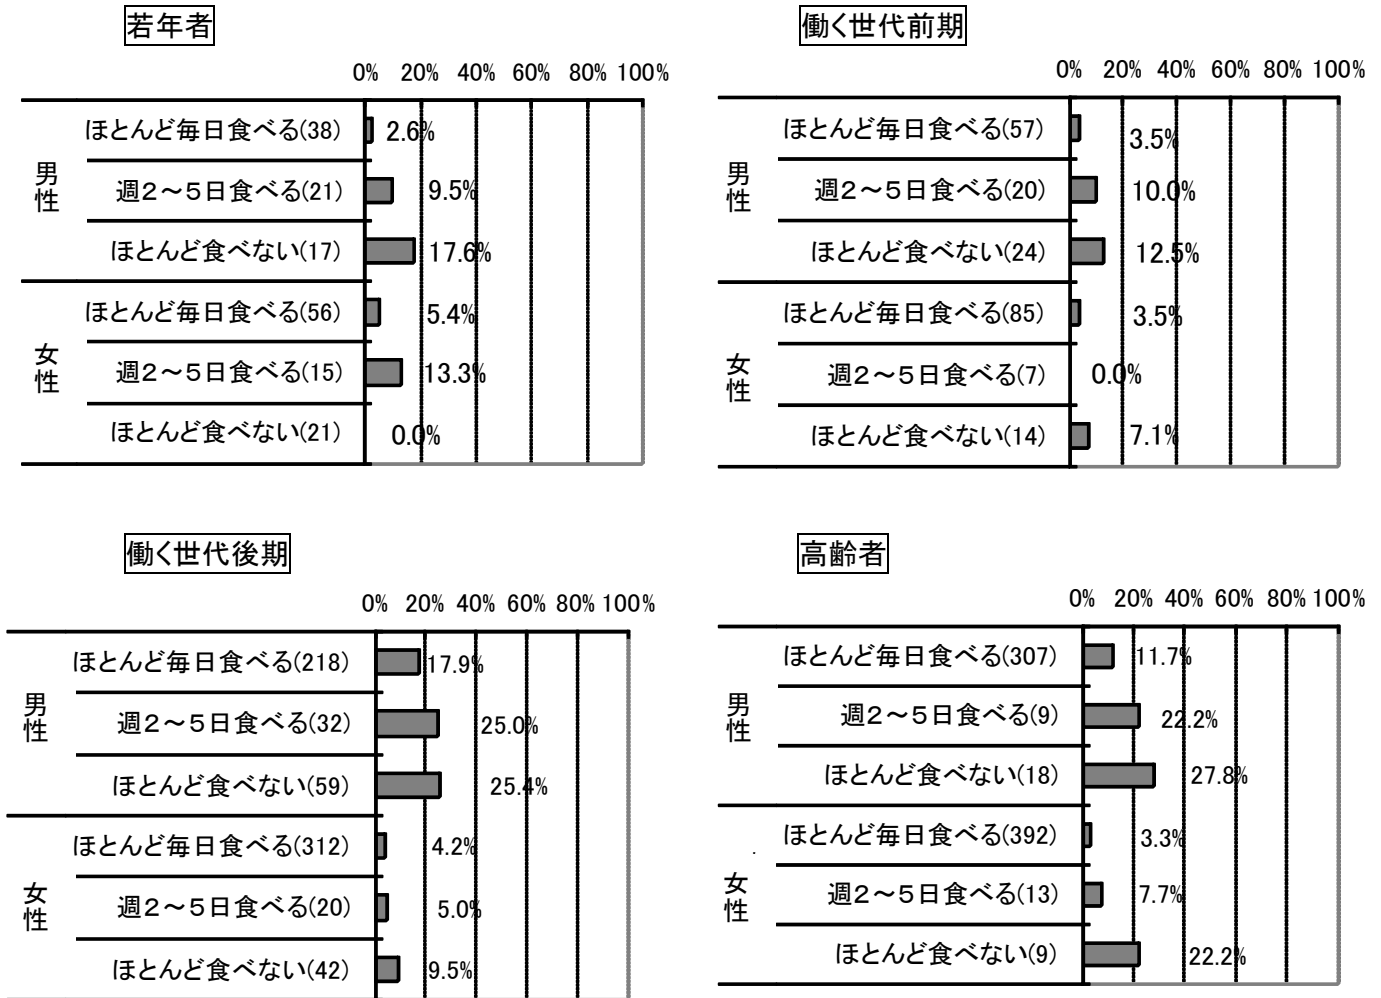 若年者
0% 20% 40% 60% 80% 100%
男性
ほとんど毎日食べる(38) 2.6%
週2～5日食べる(21) 9.5%
ほとんど食べない(17) 17.6%
女性
ほとんど毎日食べる(56) 5.4%
週2～5日食べる(15) 13.3%
ほとんど食べない(21) 0.0%
働く世代前期
0% 20% 40% 60% 80% 100%
男性
ほとんど毎日食べる(57) 3.5%
週2～5日食べる(20) 10.0%
ほとんど食べない(24) 12.5%
女性
ほとんど毎日食べる(85) 3.5%
週2～5日食べる(7) 0.0%
ほとんど食べない(14) 7.1%
働く世代後期
0% 20% 40% 60% 80% 100%
男性
ほとんど毎日食べる(218) 17.9%
週2～5日食べる(32) 25.0%
ほとんど食べない(59) 25.4%
女性
ほとんど毎日食べる(312) 4.2%
週2～5日食べる(20) 5.0%
ほとんど食べない(42) 9.5%
高齢者
0% 20% 40% 60% 80% 100%
男性
ほとんど毎日食べる(307) 11.7%
週2～5日食べる(9) 22.2%
ほとんど食べない(18) 27.8%
女性
ほとんど毎日食べる(392) 3.3%
週2～5日食べる(13) 7.7%
ほとんど食べない(9) 22.2%